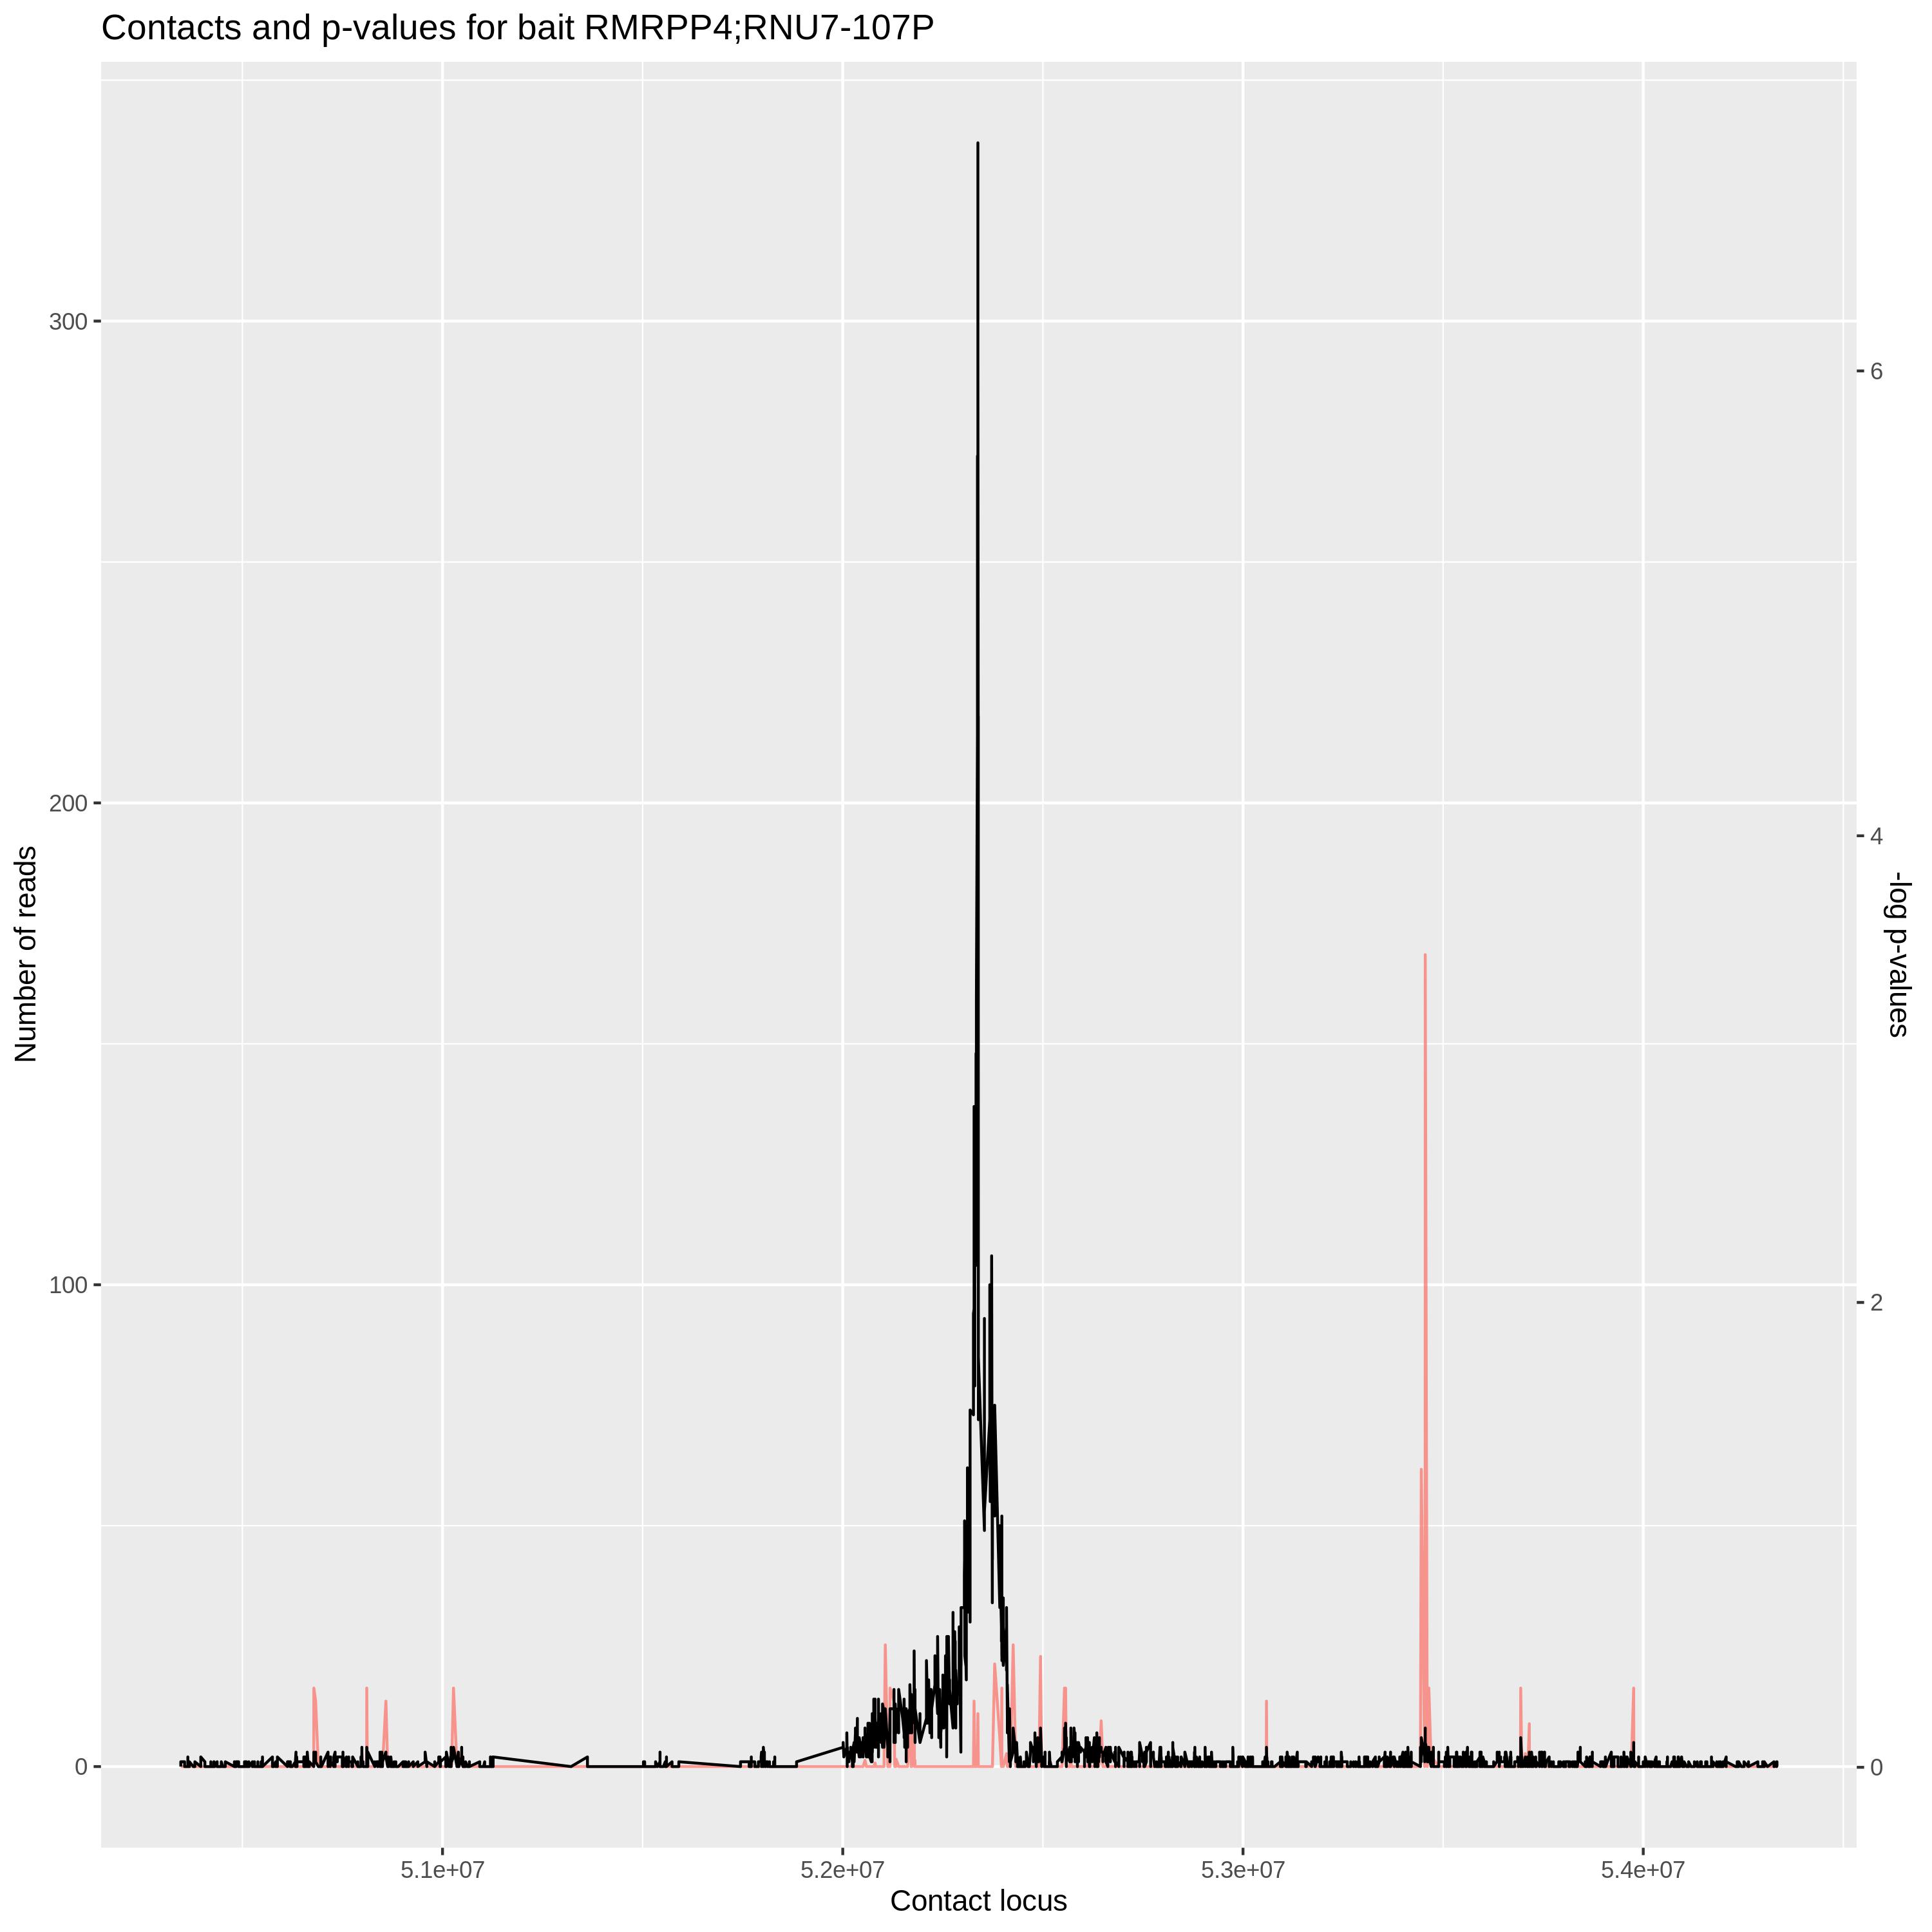 Contacts and p-values for bait RMRPP4;RNU7-107P
300
200
100
0
Number of reads
6
4
2
0
-log p-values
5.1e+07
5.2e+07
5.3e+07
5.4e+07
Contact locus